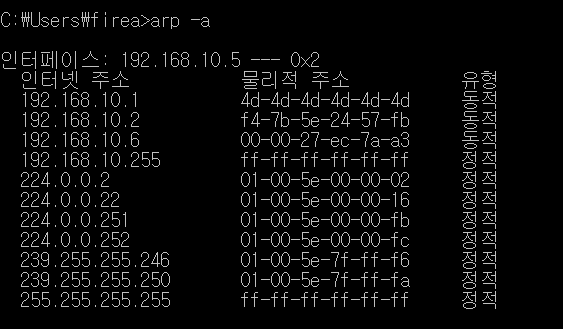 C:₩Users₩firea>arp -a
인터페이스: 192.168.10.5 --- 0x2
인터넷 주소 물리적 주소 유형
192.168.10.1 4d-4d-4d-4d-4d-4d 동적
192.168.10.2 f4-7b-5e-24-57-fb 동적
192.168.10.6 00-00-27-ec-7a-a3 동적
192.168.10.255 ff-ff-ff-ff-ff-ff 정적
224.0.0.2 01-00-5e-00-00-02 정적
224.0.0.22 01-00-5e-00-00-16 정적
224.0.0.251 01-00-5e-00-00-fb 정적
224.0.0.252 01-00-5e-00-00-fc 정적
239.255.255.246 01-00-5e-7f-ff-f6 정적
239.255.255.250 01-00-5e-7f-ff-fa 정적
255.255.255.255 ff-ff-ff-ff-ff-ff 정적